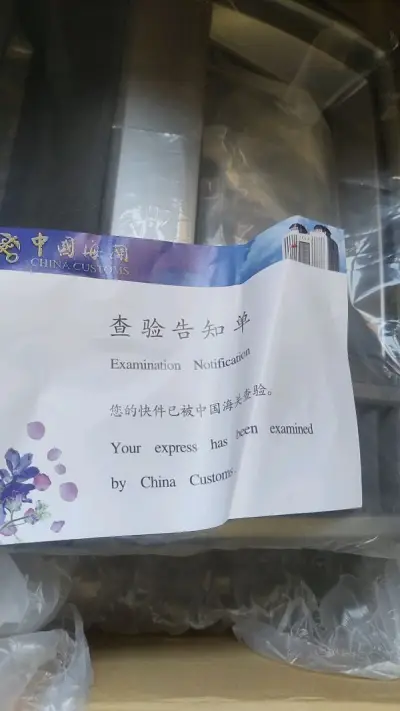 中国海关
CHINA CUSTOMS
查验告知单
Examination Notification
您的快件已被中国海关查验。
Your express has been examined
by China Customs.